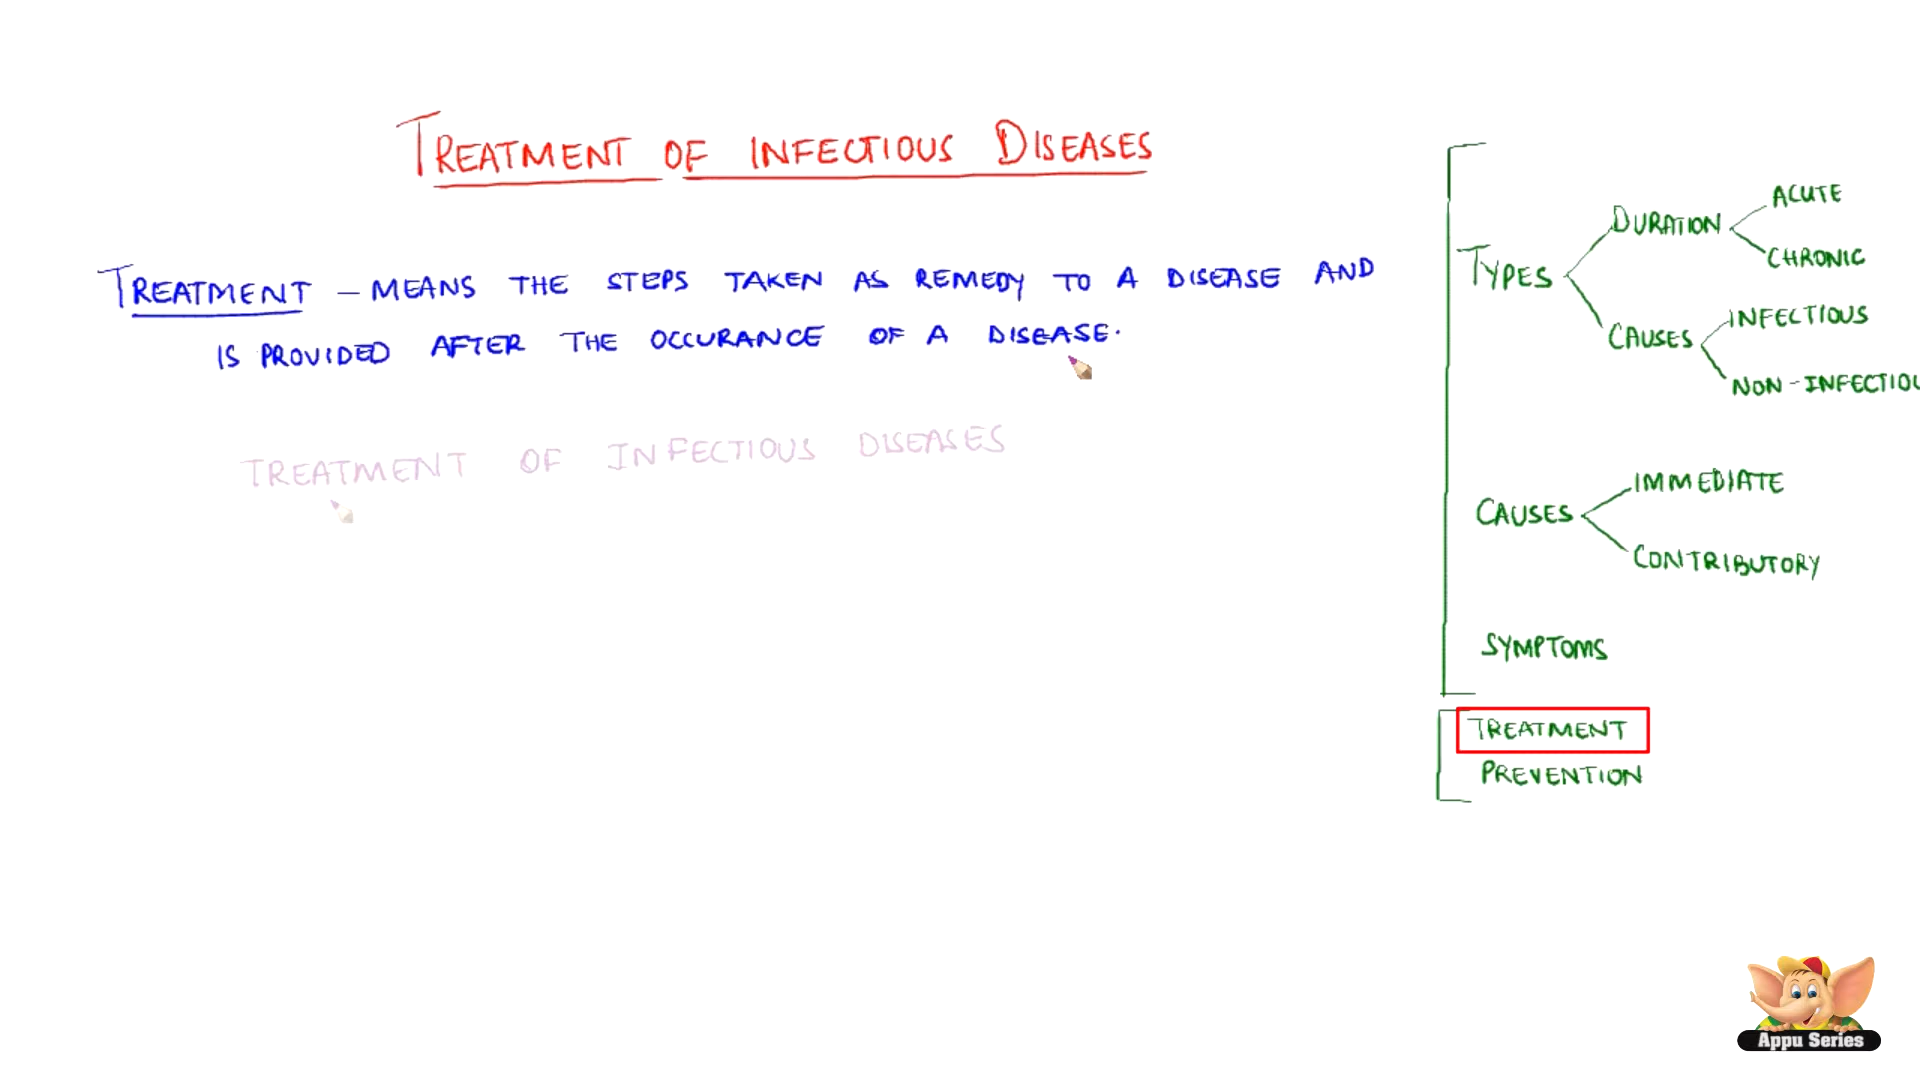 TREATMENT OF INFECTIOUS DISEASES
TREATMENT – MEANS THE STEPS TAKEN AS REMEDY TO A DISEASE AND
IS PROVIDED AFTER THE OCCURANCE OF A DISEASE.
TREATMENT OF INFECTIOUS DISEASES
TYPES
DURATION
ACUTE
CHRONIC
CAUSES
INFECTIOUS
NON-INFECTIOU
CAUSES
IMMEDIATE
CONTRIBUTORY
SYMPTOMS
TREATMENT
PREVENTION
Appu Series